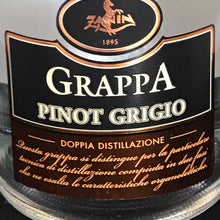 ZONIN
1895
GRAPPA
PINOT GRIGIO
DOPPIA DISTILLAZIONE
Questa grappa si distingue per la particolare
tecnica di distillazione compiuta in due fasi
che ne esalta le caratteristiche organolettiche.